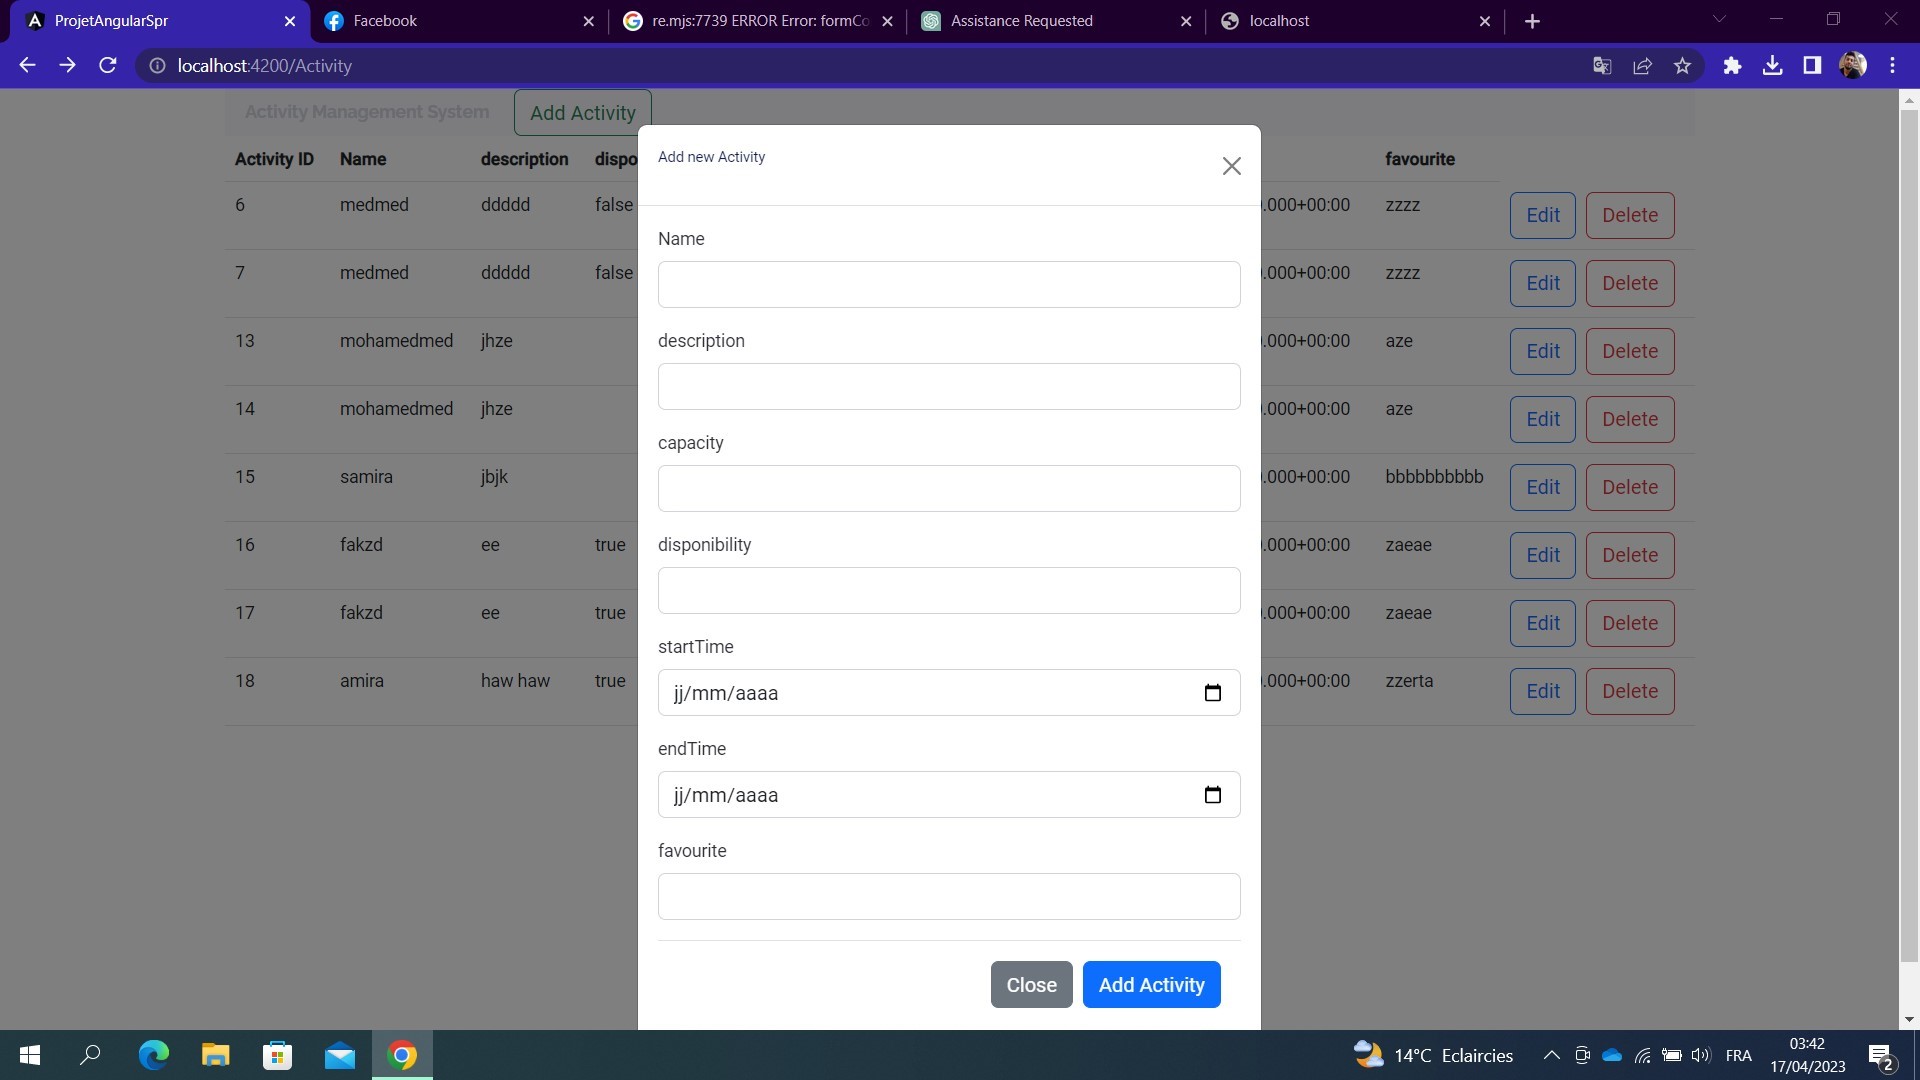 ProjetAngularSpr
Facebook
re.mjs:7739 ERROR Error: formCo
Assistance Requested
localhost
localhost:4200/Activity
Activity Management System Add Activity
Activity ID Name description dispo favourite
6 medmed ddddd false .000+00:00 zzzz Edit Delete
7 medmed ddddd false .000+00:00 zzzz Edit Delete
13 mohamedmed jhze .000+00:00 aze Edit Delete
14 mohamedmed jhze .000+00:00 aze Edit Delete
15 samira jbjk .000+00:00 bbbbbbbbbb Edit Delete
16 fakzd ee true .000+00:00 zaeae Edit Delete
17 fakzd ee true .000+00:00 zaeae Edit Delete
18 amira haw haw true .000+00:00 zzerta Edit Delete
Add new Activity
Name
description
capacity
disponibility
startTime
jj/mm/aaaa
endTime
jj/mm/aaaa
favourite
Close Add Activity
14°C Eclaircies
FRA
03:42
17/04/2023
2